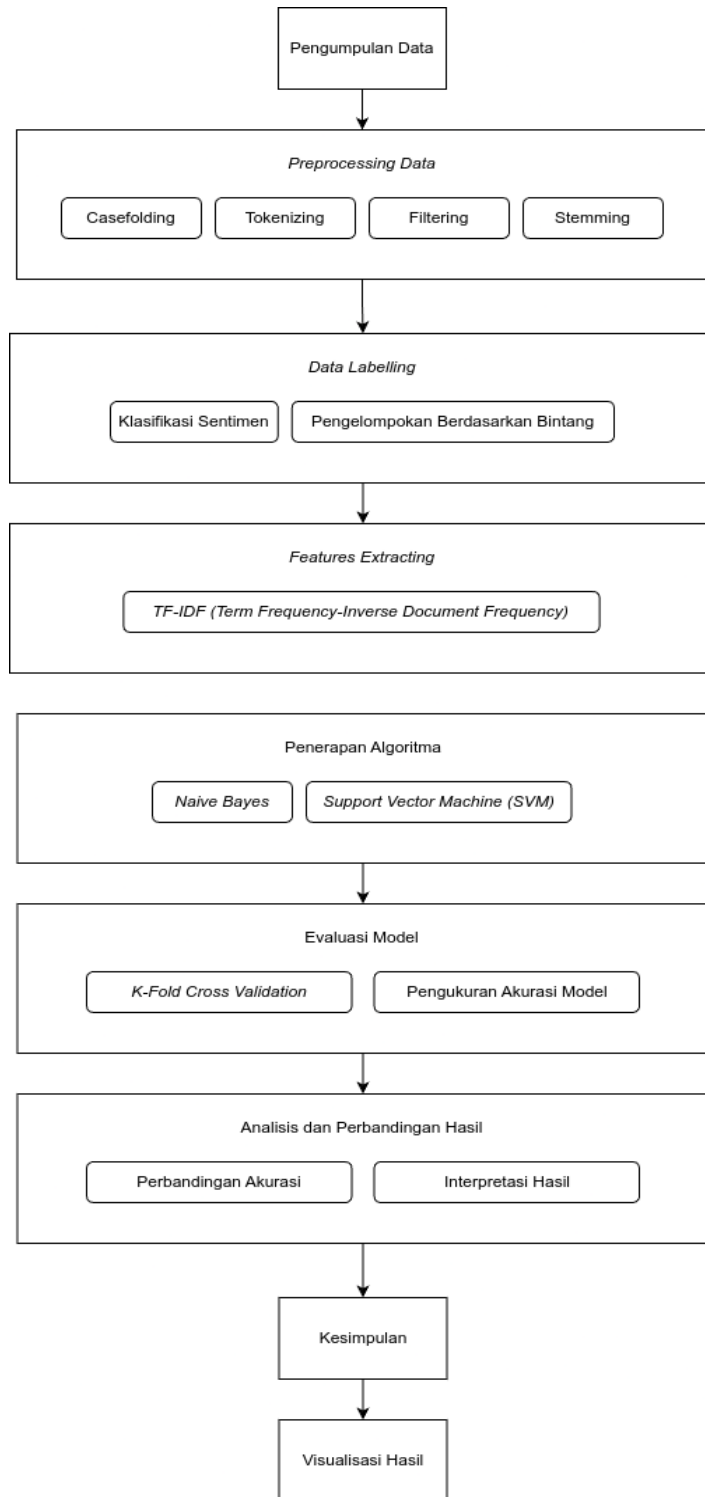 Pengumpulan Data
Preprocessing Data
Casefolding
Tokenizing
Filtering
Stemming
Data Labelling
Klasifikasi Sentimen
Pengelompokan Berdasarkan Bintang
Features Extracting
TF-IDF (Term Frequency-Inverse Document Frequency)
Penerapan Algoritma
Naive Bayes
Support Vector Machine (SVM)
Evaluasi Model
K-Fold Cross Validation
Pengukuran Akurasi Model
Analisis dan Perbandingan Hasil
Perbandingan Akurasi
Interpretasi Hasil
Kesimpulan
Visualisasi Hasil